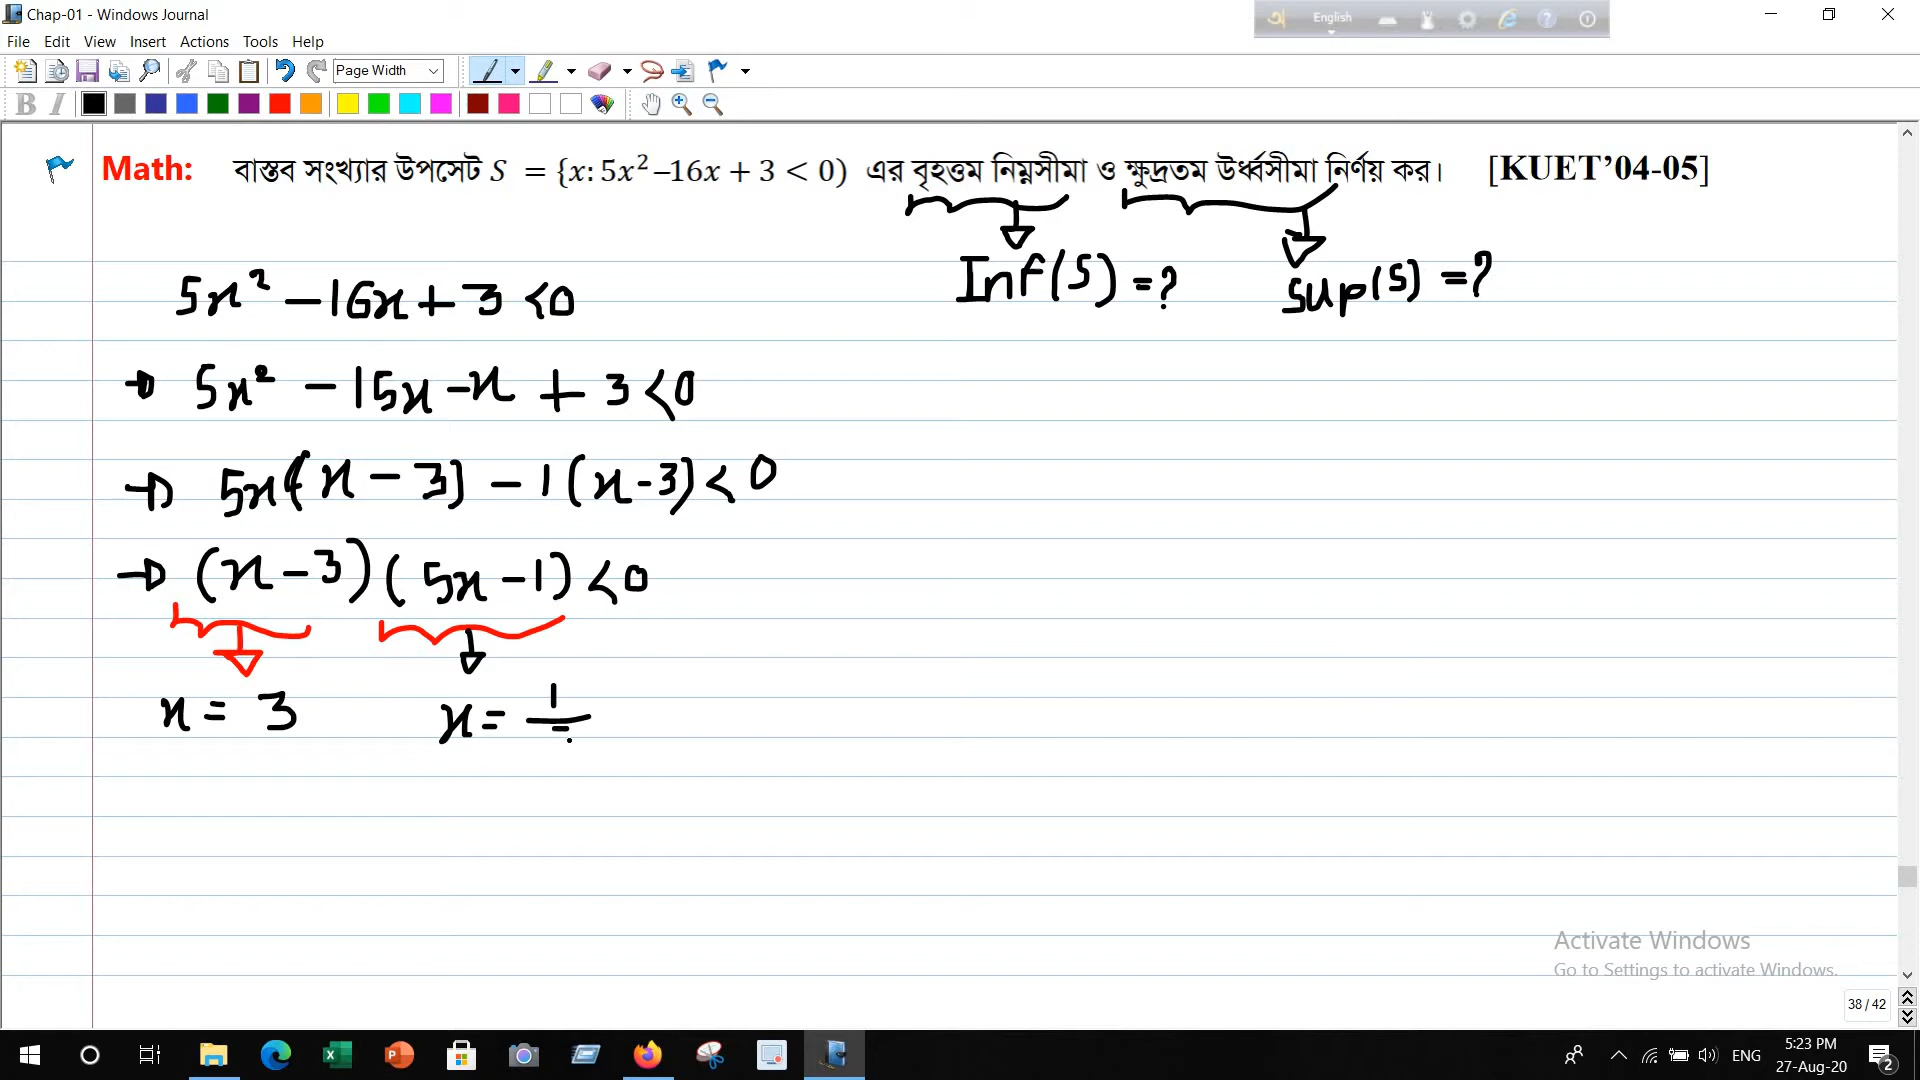 Chap-01 - Windows Journal
English
File Edit View Insert Actions Tools Help
Page Width
B I
Math: বাস্তব সংখ্যার উপসেট S = {x: 5x²–16x + 3 < 0) এর বৃহত্তম নিম্নসীমা ও ক্ষুদ্রতম উর্ধ্বসীমা নির্ণয় কর। [KUET’04-05]
Inf(S) = ? Sup(S) = ?
5x² - 16x + 3 < 0
→ 5x² - 15x - x + 3 < 0
→ 5x(x - 3) - 1(x - 3) < 0
→ (x - 3)(5x - 1) < 0
x = 3 x = 1
Activate Windows
Go to Settings to activate Windows.
38 / 42
ENG
5:23 PM
27-Aug-20
2